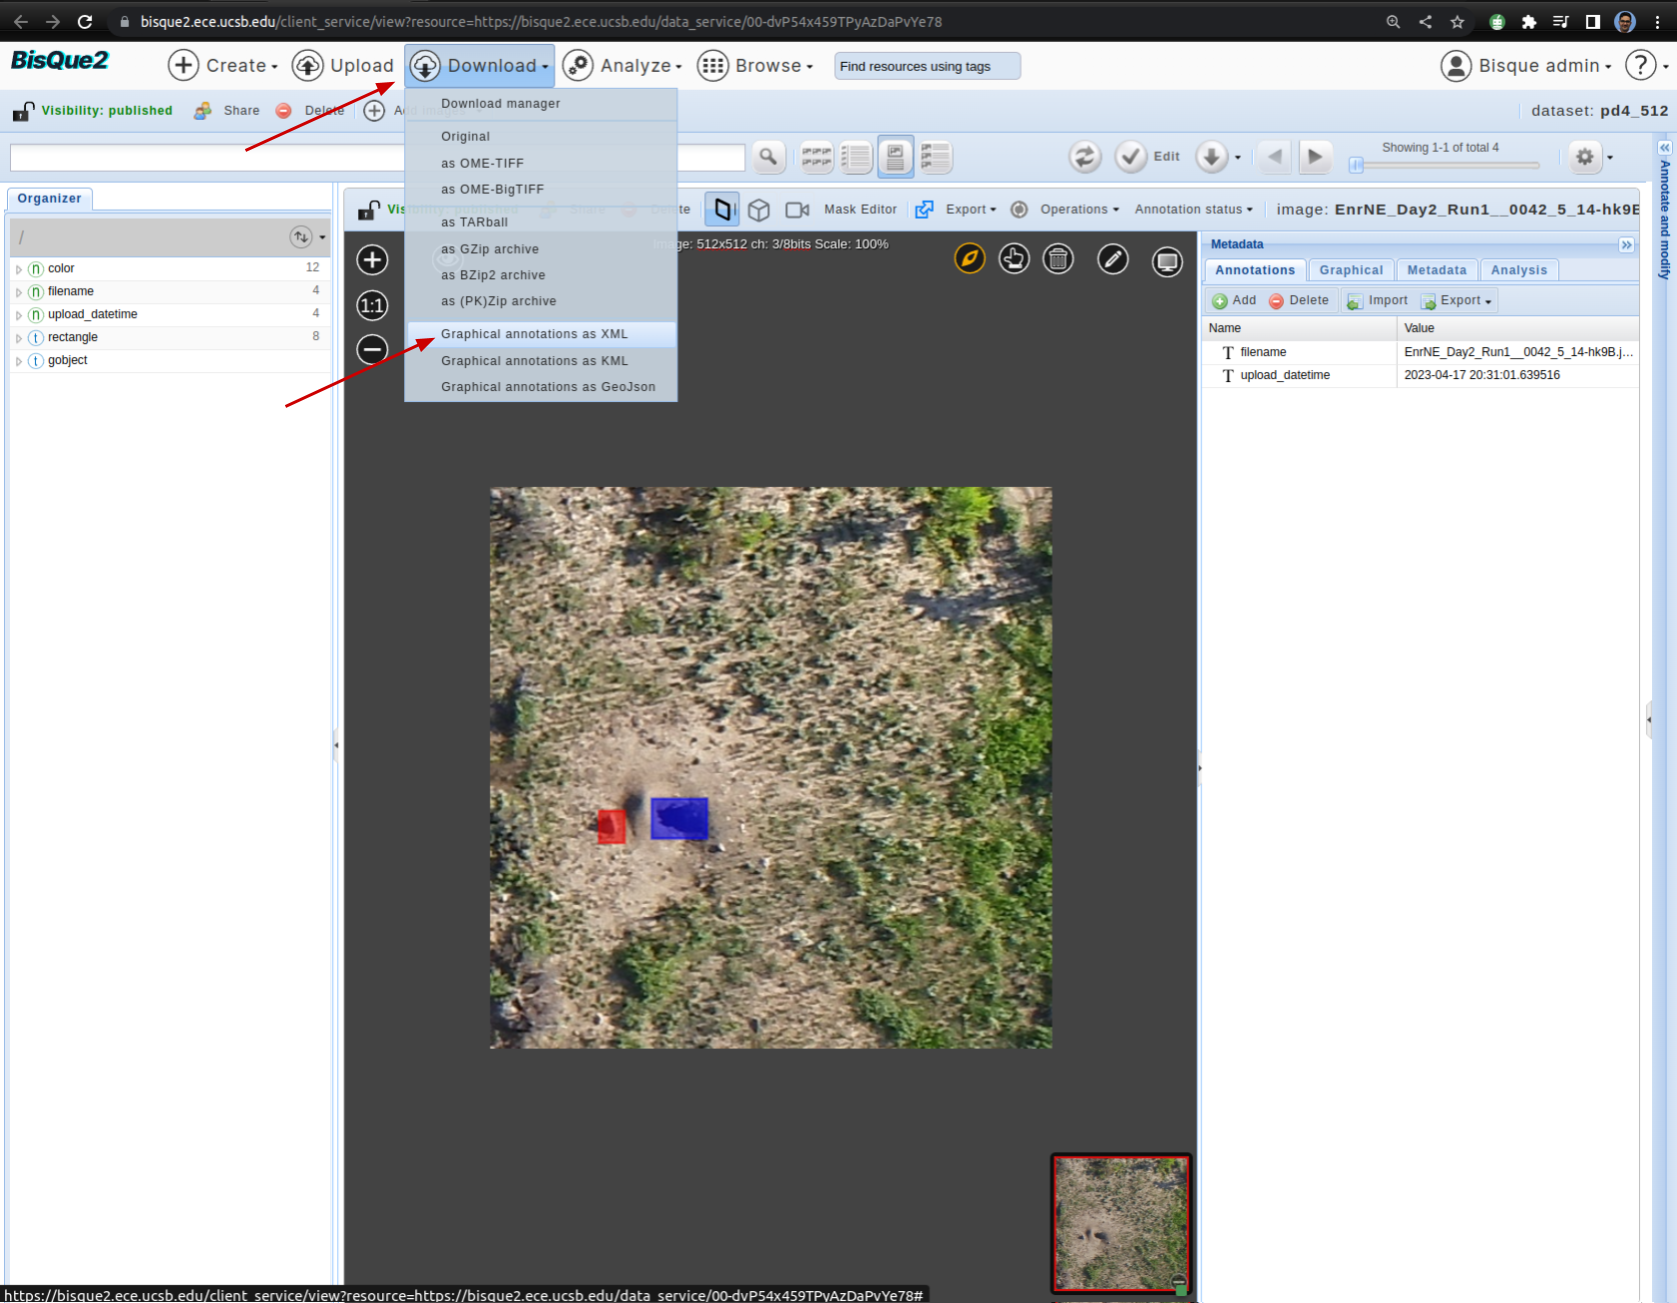 bisque2.ece.ucsb.edu/client_service/view?resource=https://bisque2.ece.ucsb.edu/data_service/00-dvP54x459TPyAzDaPvYe78
BisQue2 Create Upload Download Analyze Browse Find resources using tags Bisque admin ?
Visibility: published Share Delete Add images dataset: pd4_512
Download manager
Original
as OME-TIFF
as OME-BigTIFF
as TARball
as GZip archive
as BZip2 archive
as (PK)Zip archive
Graphical annotations as XML
Graphical annotations as KML
Graphical annotations as GeoJson
Edit Showing 1-1 of total 4
Annotate and modify
Organizer
/
color 12
filename 4
upload_datetime 4
rectangle 8
gobject
Visibility: published Share Delete Mask Editor Export Operations Annotation status image: EnrNE_Day2_Run1__0042_5_14-hk9B
Image: 512x512 ch: 3/8bits Scale: 100%
1:1
Metadata
Annotations Graphical Metadata Analysis
Add Delete Import Export
Name Value
filename EnrNE_Day2_Run1__0042_5_14-hk9B.j...
upload_datetime 2023-04-17 20:31:01.639516
https://bisque2.ece.ucsb.edu/client_service/view?resource=https://bisque2.ece.ucsb.edu/data_service/00-dvP54x459TPyAzDaPvYe78#